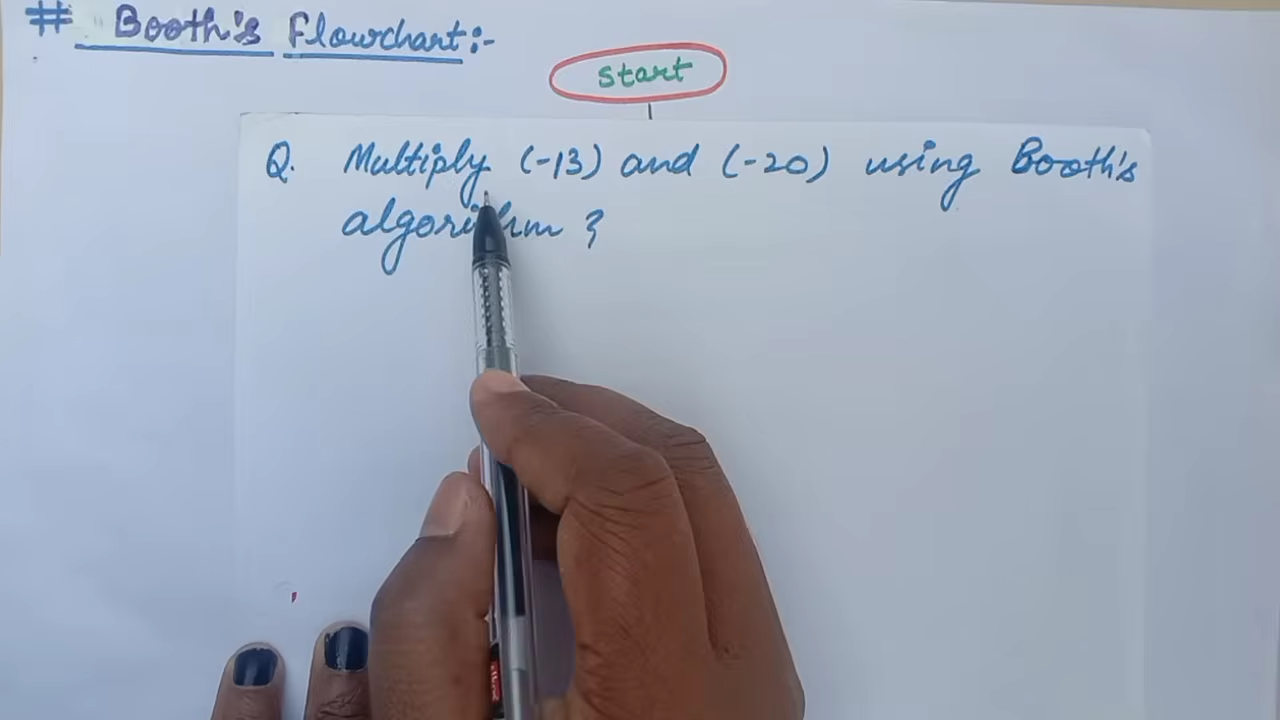 # Booth's Flowchart:-
start
Q. Multiply (-13) and (-20) using Booth's
algorithm ?